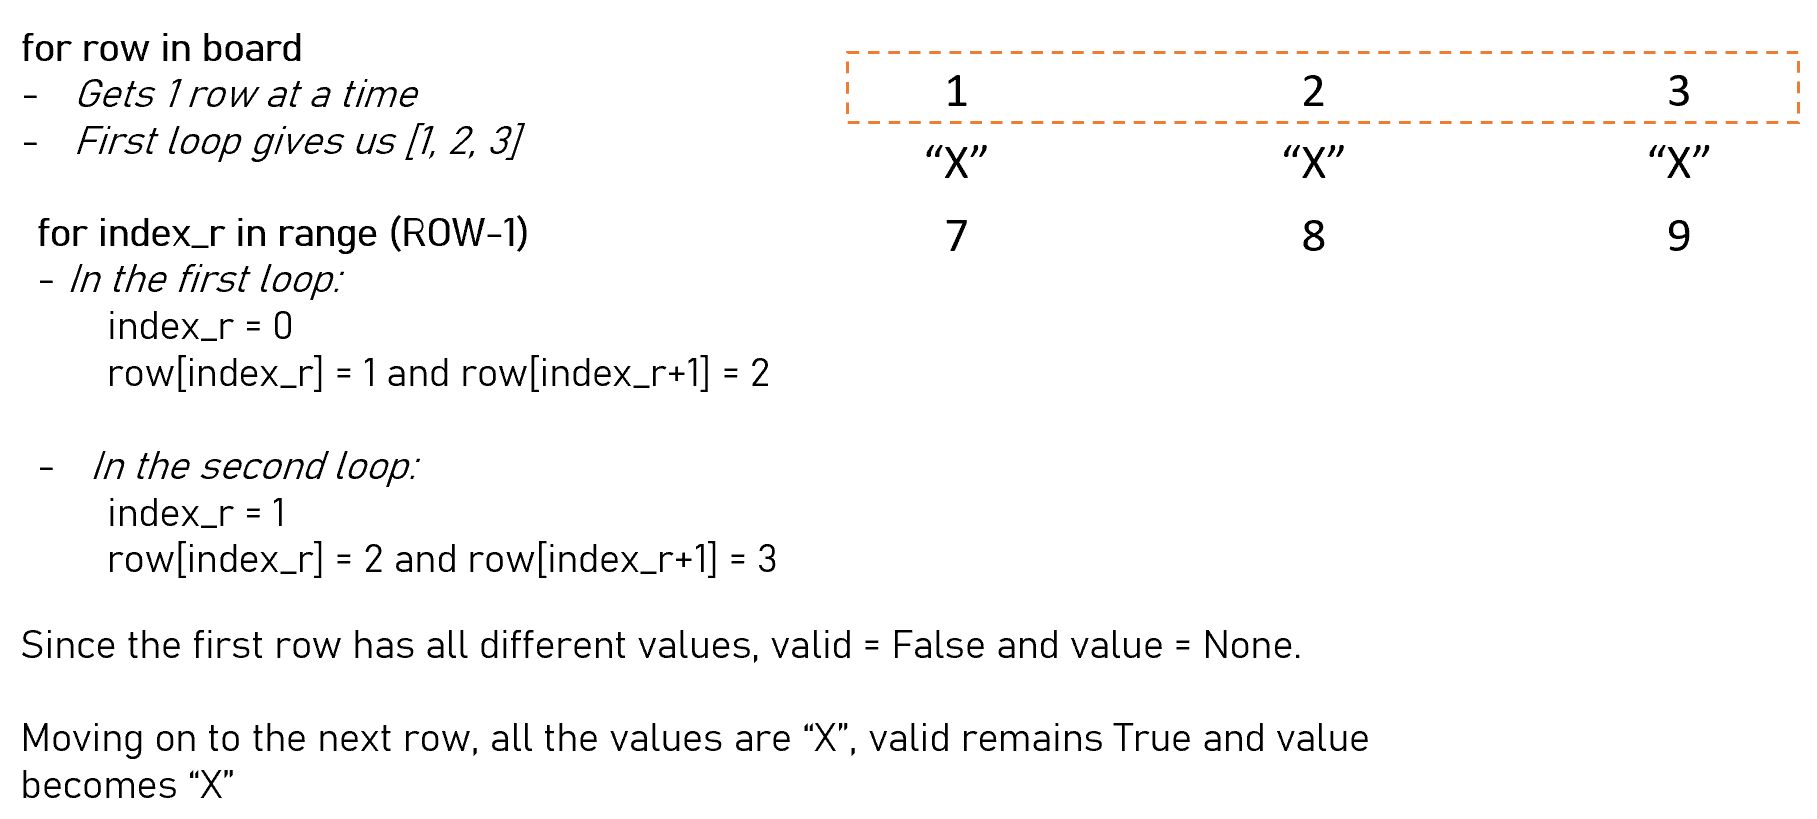 for row in board
- Gets 1 row at a time
- First loop gives us [1, 2, 3]
for index_r in range (ROW-1)
- In the first loop:
index_r = 0
row[index_r] = 1 and row[index_r+1] = 2
- In the second loop:
index_r = 1
row[index_r] = 2 and row[index_r+1] = 3
1 2 3
“X” “X” “X”
7 8 9
Since the first row has all different values, valid = False and value = None.
Moving on to the next row, all the values are “X”, valid remains True and value
becomes “X”